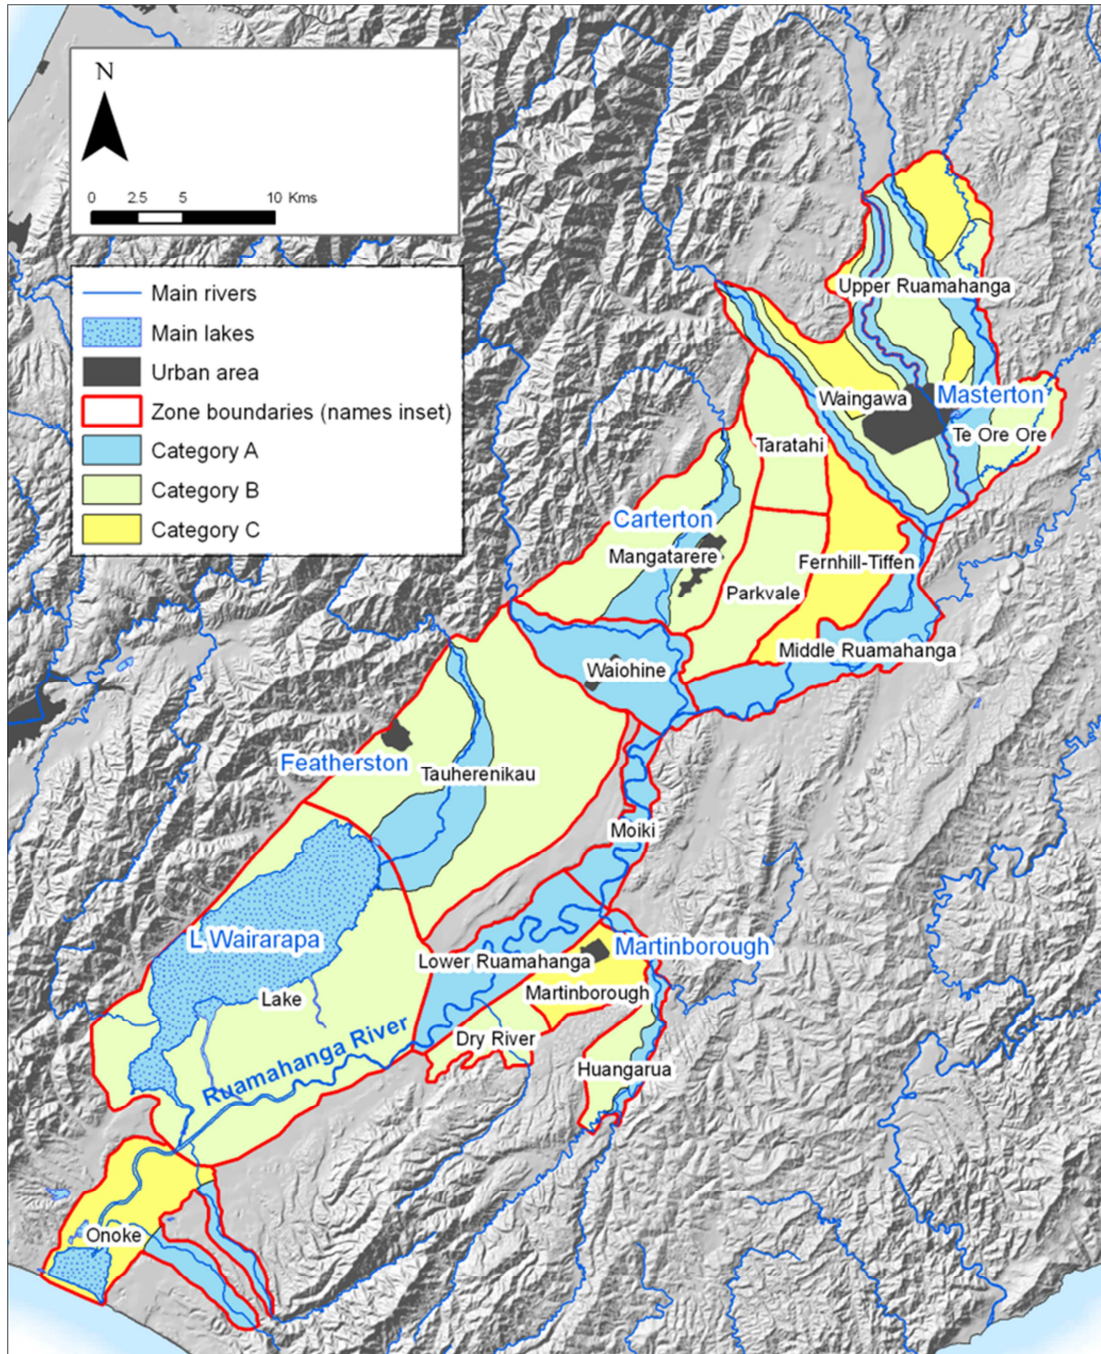 N
0 2.5 5 10 Kms
Main rivers
Main lakes
Urban area
Zone boundaries (names inset)
Category A
Category B
Category C
Upper Ruamahanga
Waingawa
Masterton
Te Ore Ore
Taratahi
Carterton
Mangatarere
Fernhill-Tiffen
Parkvale
Middle Ruamahanga
Waiohine
Featherston
Tauherenikau
Moiki
L Wairarapa
Martinborough
Lower Ruamahanga
Martinborough
Lake
Dry River
Ruamahanga River
Huangarua
Onoke